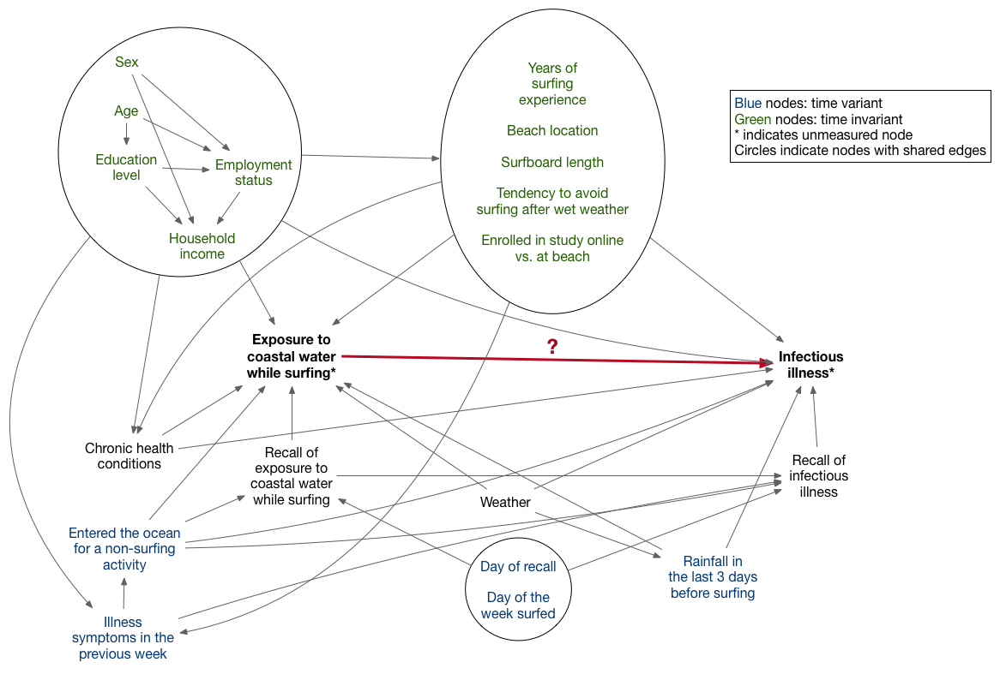 Sex
Age
Education
level
Employment
status
Household
income
Years of
surfing
experience
Beach location
Surfboard length
Tendency to avoid
surfing after wet weather
Enrolled in study online
vs. at beach
Blue nodes: time variant
Green nodes: time invariant
* indicates unmeasured node
Circles indicate nodes with shared edges
Exposure to
coastal water
while surfing*
?
Infectious
illness*
Chronic health
conditions
Recall of
exposure to
coastal water
while surfing
Weather
Recall of
infectious
illness
Entered the ocean
for a non-surfing
activity
Day of recall
Day of the
week surfed
Rainfall in
the last 3 days
before surfing
Illness
symptoms in the
previous week